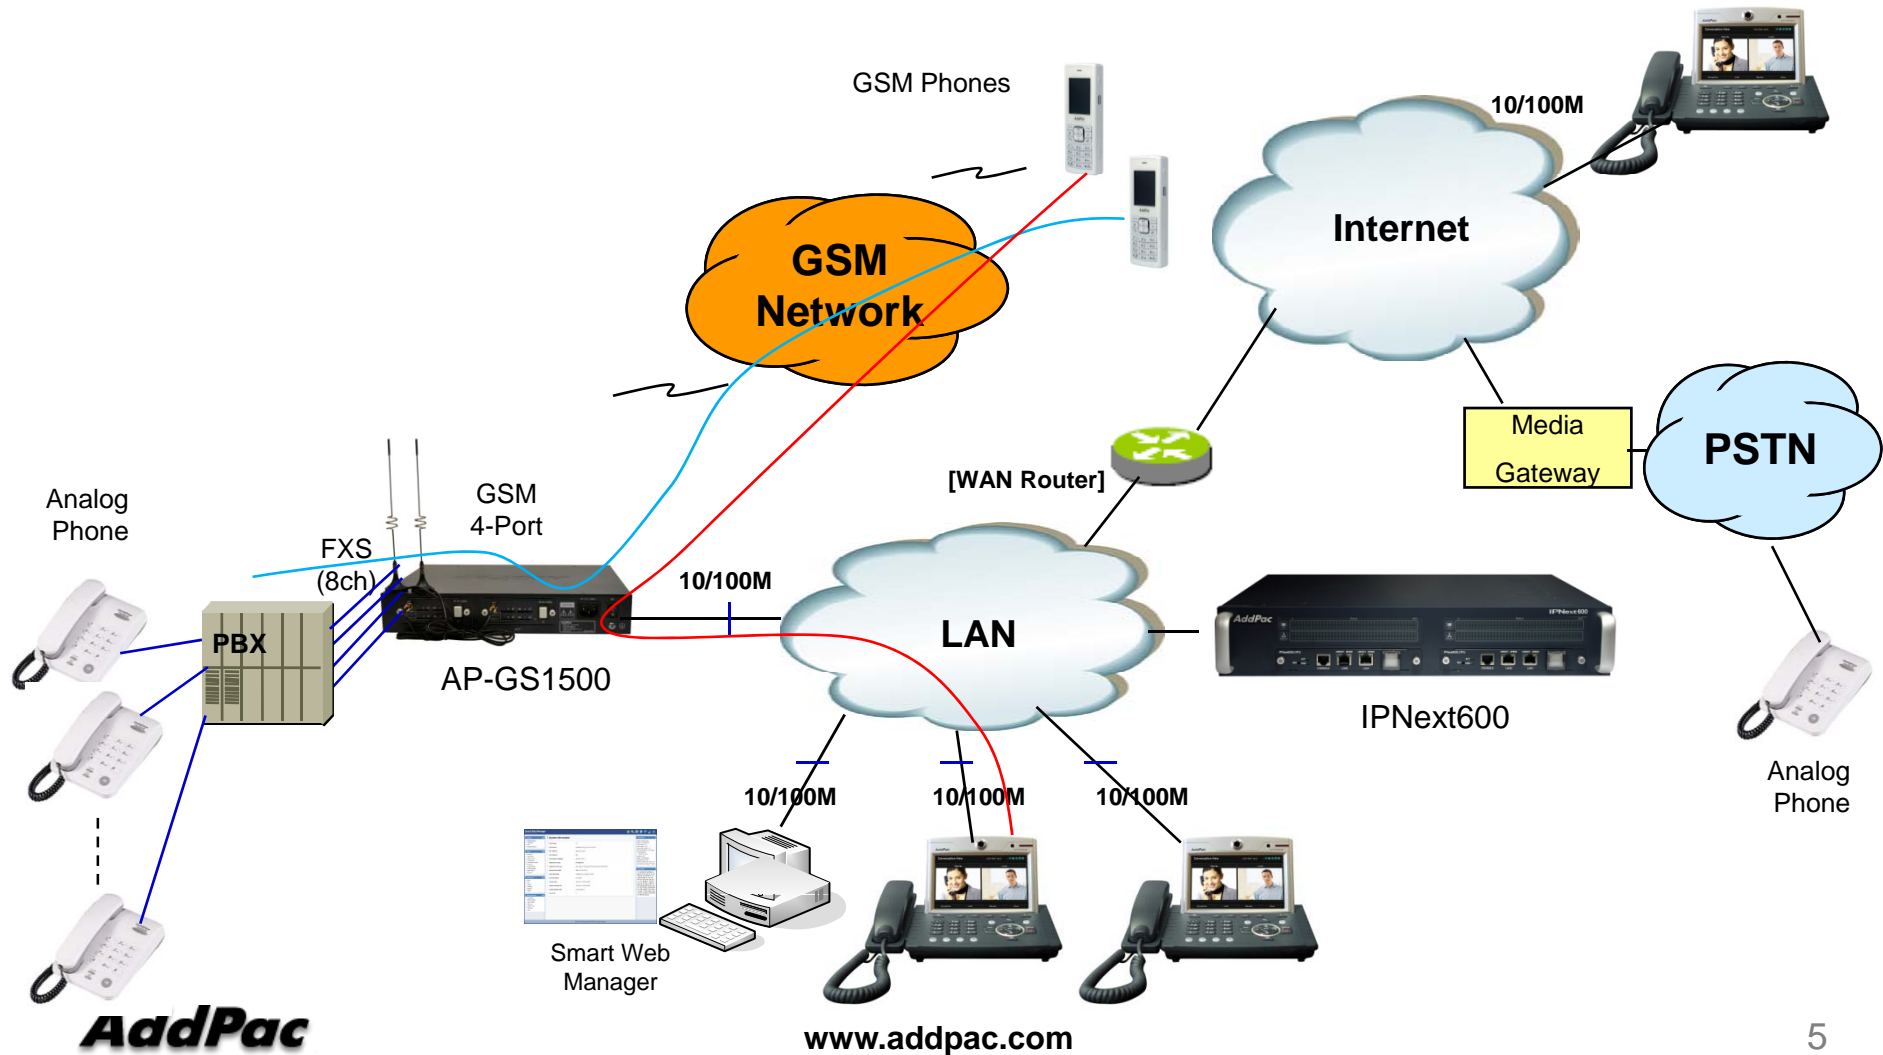 GSM Phones
10/100M
Internet
GSM
Network
Media
Gateway
PSTN
[WAN Router]
Analog
Phone
GSM
4-Port
FXS
(8ch)
10/100M
PBX
LAN
AddPac
IPNext600
AP-GS1500
IPNext600
Analog
Phone
10/100M
10/100M
10/100M
Smart Web
Manager
AddPac
www.addpac.com
5